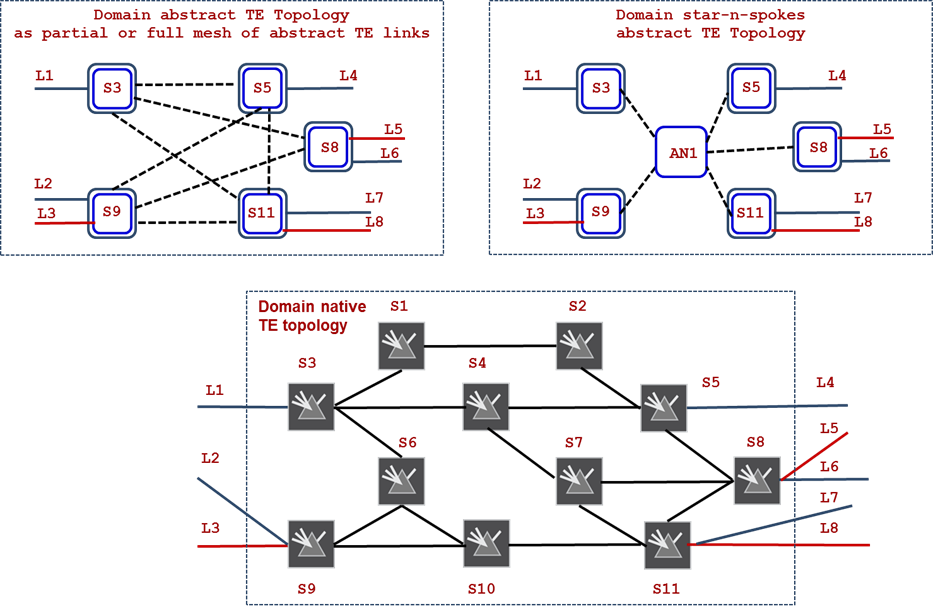 Domain abstract TE Topology
as partial or full mesh of abstract TE links
L1
S3
S5
L4
S8
L5
L6
L2
L3
S9
S11
L7
L8
Domain star-n-spokes
abstract TE Topology
L1
S3
S5
L4
AN1
S8
L5
L6
L2
L3
S9
S11
L7
L8
Domain native
TE topology
S1
S2
S3
S4
S5
L1
L4
L5
S6
S7
S8
L2
L6
L7
L3
L8
S9
S10
S11